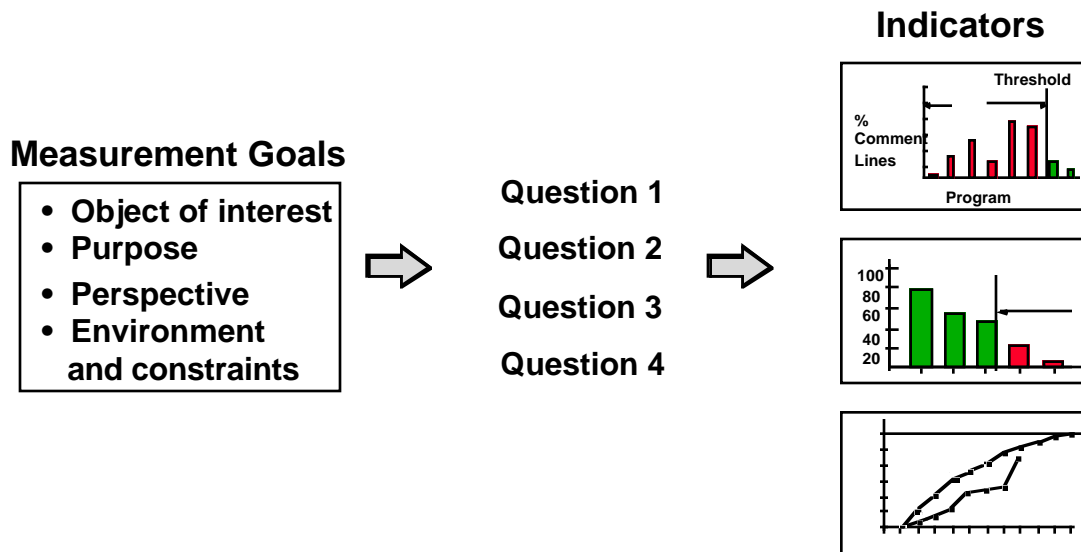 Indicators
Threshold
%
Comment
Lines
Program
Measurement Goals
• Object of interest
• Purpose
• Perspective
• Environment
and constraints
Question 1
Question 2
Question 3
Question 4
100
80
60
40
20